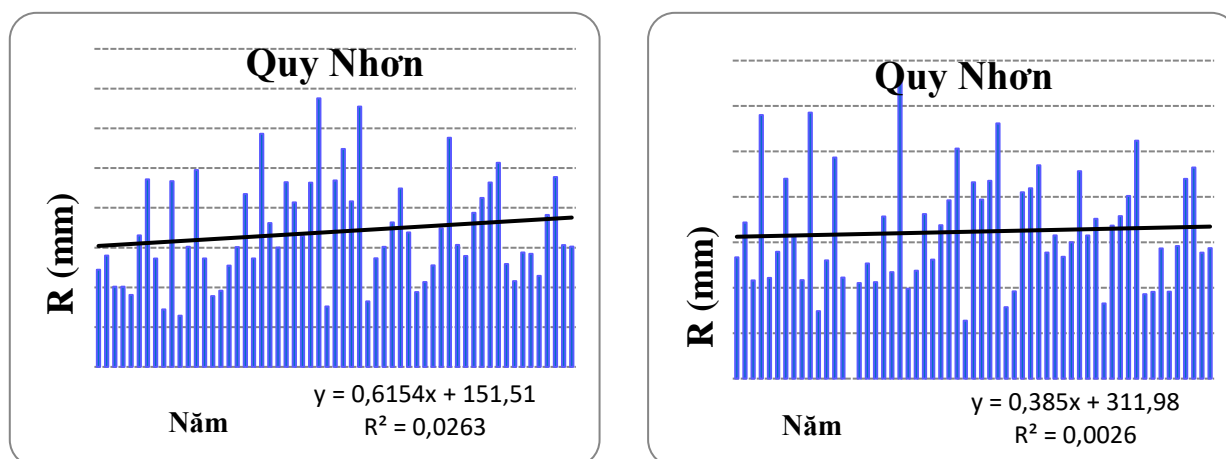 Quy Nhơn
R (mm)
Năm
y = 0,6154x + 151,51
R² = 0,0263
Quy Nhơn
R (mm)
Năm
y = 0,385x + 311,98
R² = 0,0026